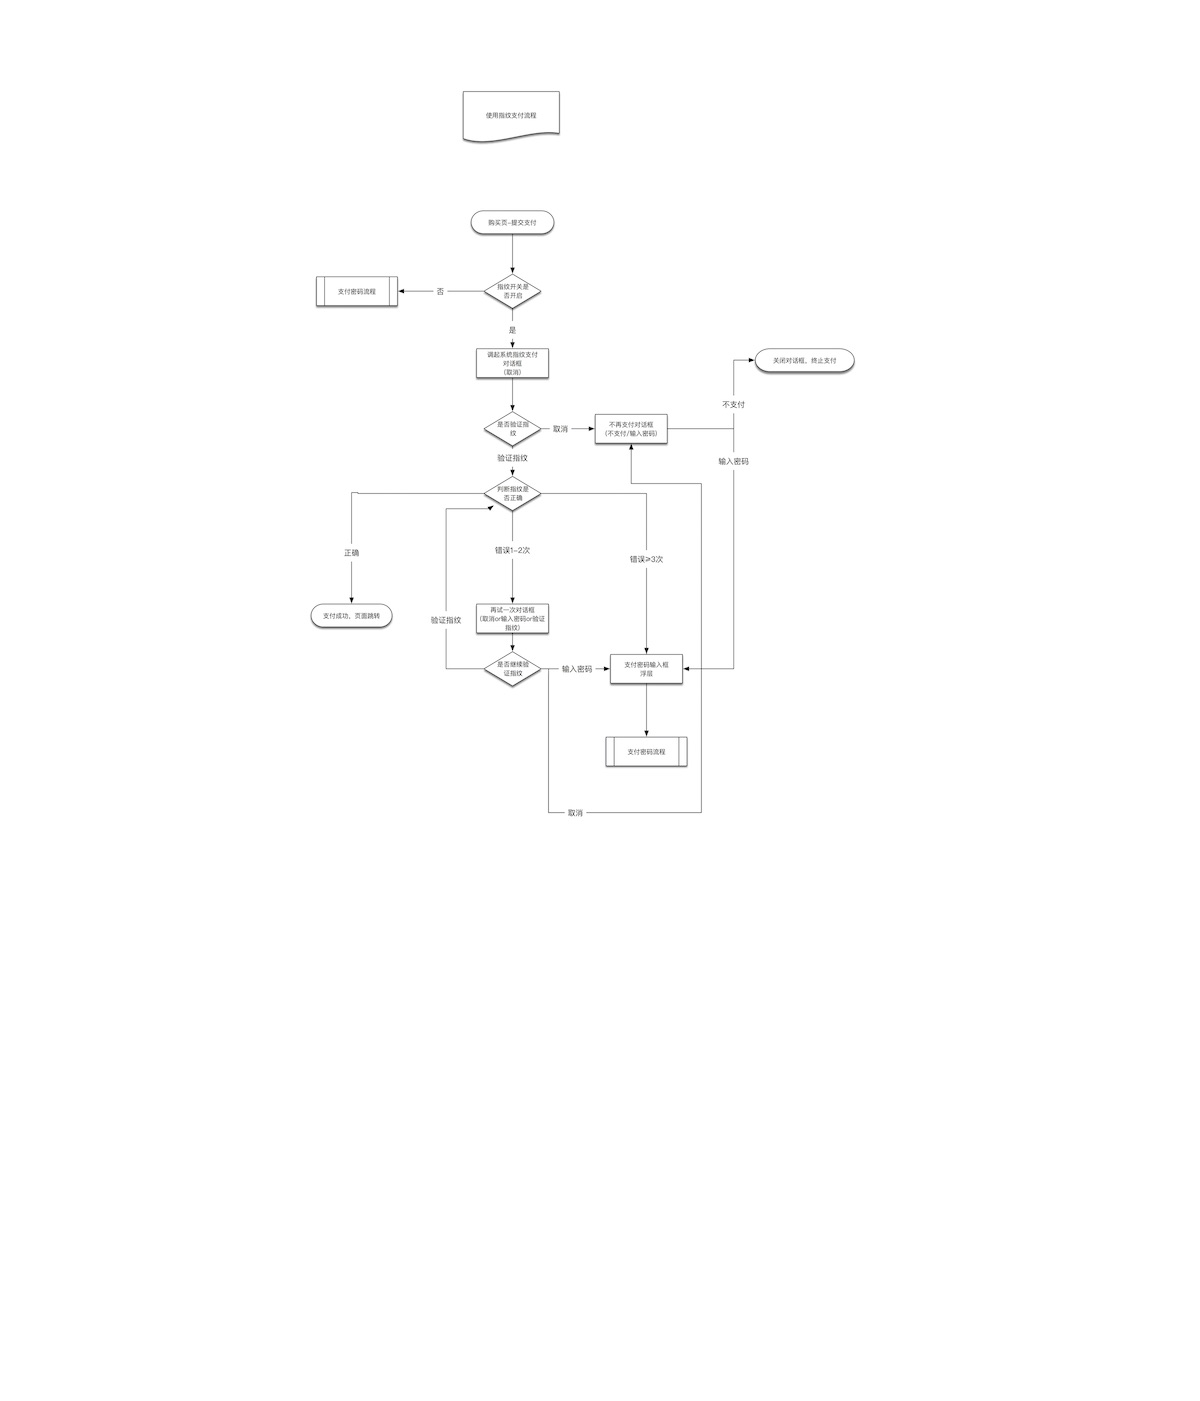 使用指纹支付流程
购买页-提交支付
指纹开关是
否开启
否
支付密码流程
是
调起系统指纹支付
对话框
（取消）
关闭对话框、终止支付
不支付
是否验证指
纹
取消
不再支付对话框
（不支付/输入密码）
验证指纹
输入密码
判断指纹是
否正确
正确
错误1-2次
错误≥3次
支付成功，页面跳转
验证指纹
再试一次对话框
（取消or输入密码or验证
指纹）
是否继续验
证指纹
输入密码
支付密码输入框
浮层
支付密码流程
取消